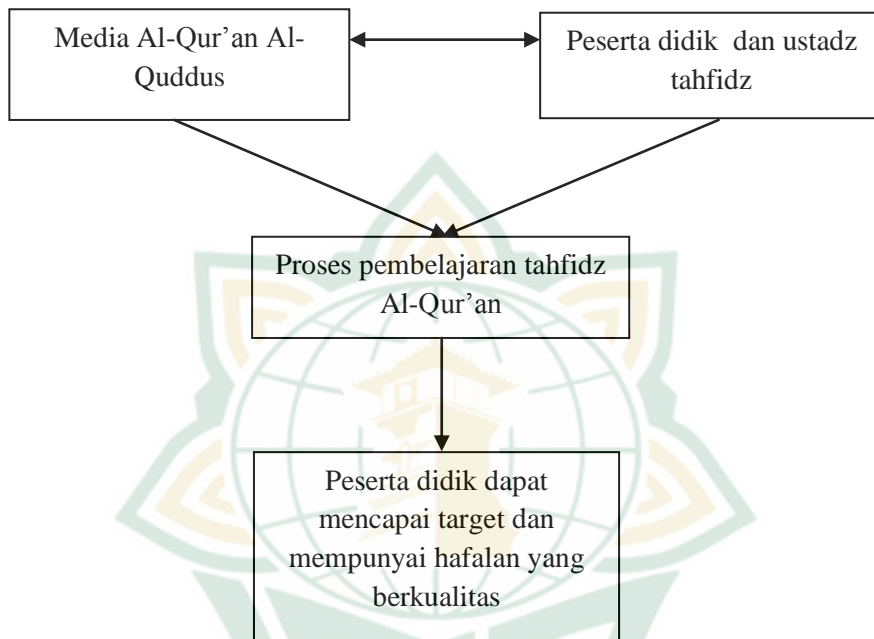 Media Al-Qur’an Al-
Quddus
Peserta didik  dan ustadz
tahfidz
Proses pembelajaran tahfidz
Al-Qur’an
Peserta didik dapat
mencapai target dan
mempunyai hafalan yang
berkualitas